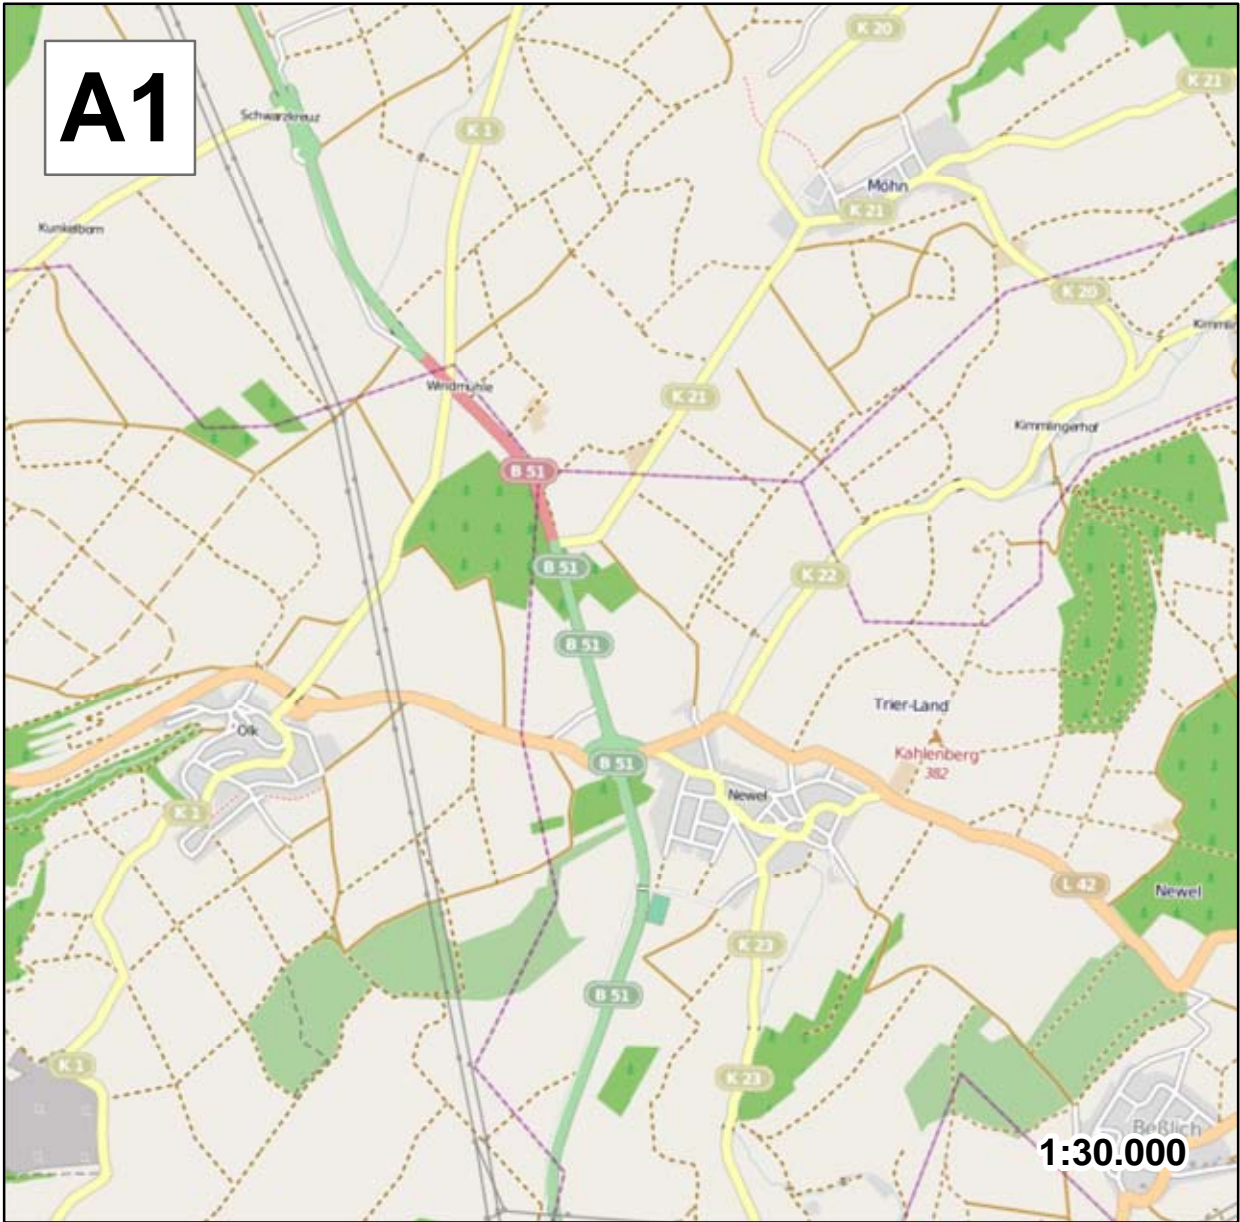 K 20
A1
K 21
Schwarzkreuz
K 1
Möhn
K 21
Kunkelborn
K 20
Windmühle
K 21
Kimmlingerhof
B 51
B 51
K 22
B 51
Trier-Land
Olk
Kahlenberg
382
B 51
Newel
K 1
L 42
Newel
K 23
B 51
K 1
K 23
Beßlich
1:30.000